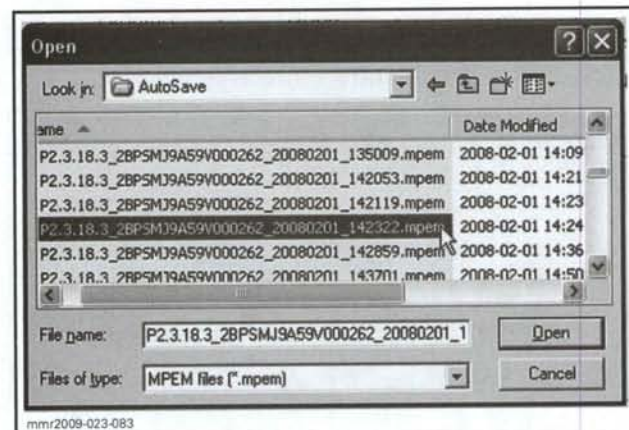 Open
Look in: AutoSave
ame Date Modified
P2.3.18.3_2BPSMJ9A59V000262_20080201_135009.mpem 2008-02-01 14:09
P2.3.18.3_2BPSMJ9A59V000262_20080201_142053.mpem 2008-02-01 14:21
P2.3.18.3_2BPSMJ9A59V000262_20080201_142119.mpem 2008-02-01 14:23
P2.3.18.3_2BPSMJ9A59V000262_20080201_142322.mpem 2008-02-01 14:24
P2.3.18.3_2BPSMJ9A59V000262_20080201_142859.mpem 2008-02-01 14:36
P2.3.18.3_2BPSMJ9A59V000262_20080201_143701.mpem 2008-02-01 14:50
File name: P2.3.18.3_2BPSMJ9A59V000262_20080201_1 Open
Files of type: MPEM files (*.mpem) Cancel
mmr2009-023-083